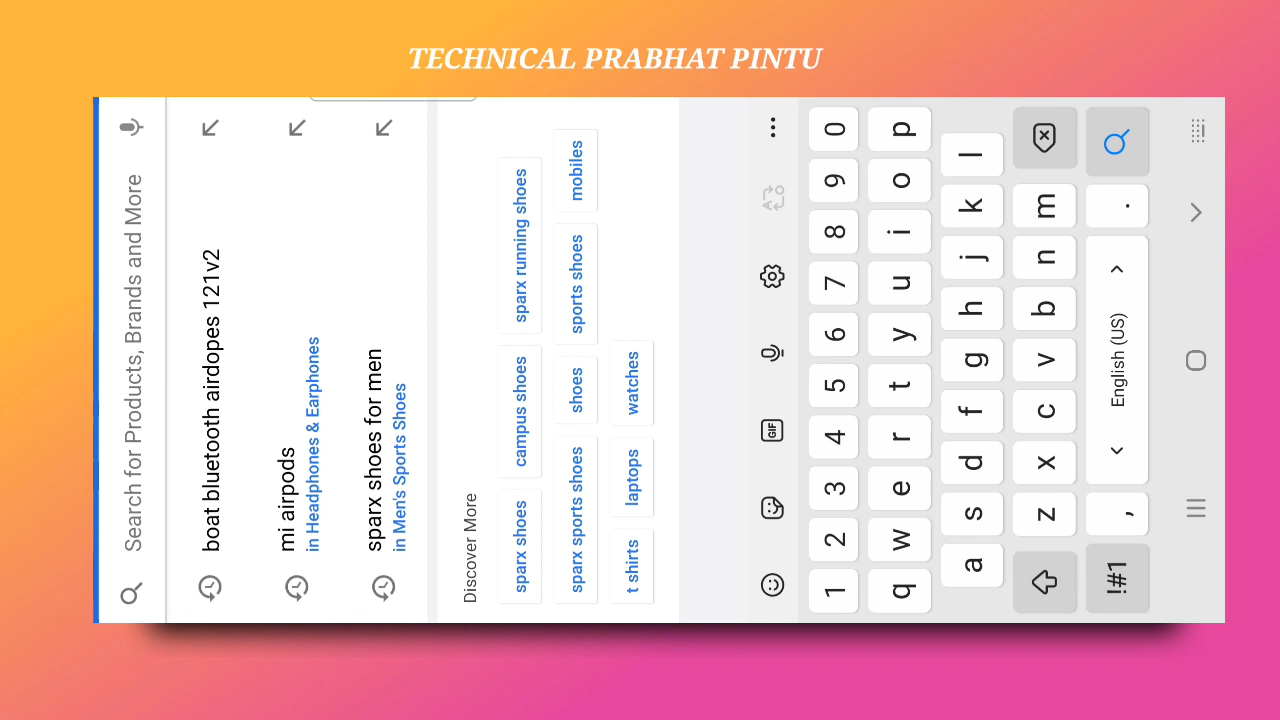 TECHNICAL PRABHAT PINTU
Search for Products, Brands and More
boat bluetooth airdopes 121v2
mi airpods
in Headphones & Earphones
sparx shoes for men
in Men's Sports Shoes
Discover More
sparx shoes campus shoes sparx running shoes
sparx sports shoes shoes sports shoes mobiles
t shirts laptops watches
GIF
1 2 3 4 5 6 7 8 9 0
q w e r t y u i o p
a s d f g h j k l
z x c v b n m
!#1 , English (US) .